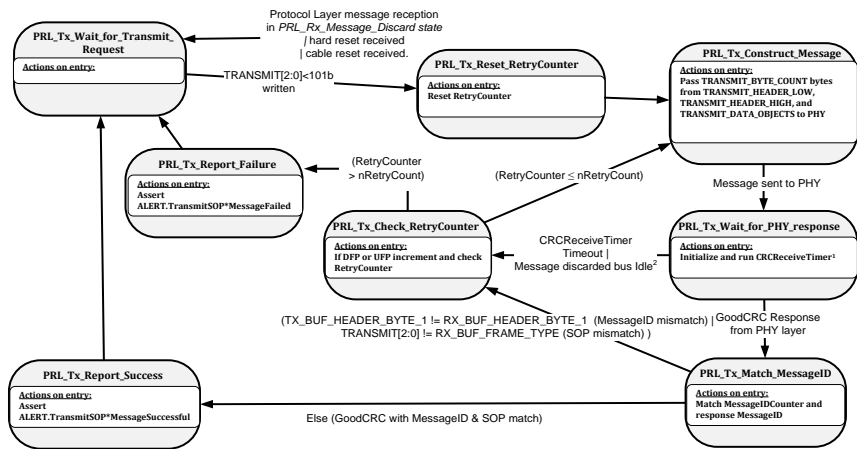 Protocol Layer message reception
in PRL_Rx_Message_Discard state
| hard reset received
| cable reset received.
PRL_Tx_Wait_for_Transmit_
Request
Actions on entry:
TRANSMIT[2:0]<101b
written
PRL_Tx_Reset_RetryCounter
Actions on entry:
Reset RetryCounter
PRL_Tx_Construct_Message
Actions on entry:
Pass TRANSMIT_BYTE_COUNT bytes
from TRANSMIT_HEADER_LOW,
TRANSMIT_HEADER_HIGH, and
TRANSMIT_DATA_OBJECTS to PHY
PRL_Tx_Report_Failure
Actions on entry:
Assert
ALERT.TransmitSOP*MessageFailed
(RetryCounter
> nRetryCount)
(RetryCounter ≤ nRetryCount)
Message sent to PHY
PRL_Tx_Check_RetryCounter
Actions on entry:
If DFP or UFP increment and check
RetryCounter
CRCReceiveTimer
Timeout |
Message discarded bus Idle²
PRL_Tx_Wait_for_PHY_response
Actions on entry:
Initialize and run CRCReceiveTimer¹
(TX_BUF_HEADER_BYTE_1 != RX_BUF_HEADER_BYTE_1 (MessageID mismatch) |
TRANSMIT[2:0] != RX_BUF_FRAME_TYPE (SOP mismatch) )
GoodCRC Response
from PHY layer
PRL_Tx_Report_Success
Actions on entry:
Assert
ALERT.TransmitSOP*MessageSuccessful
Else (GoodCRC with MessageID & SOP match)
PRL_Tx_Match_MessageID
Actions on entry:
Match MessageIDCounter and
response MessageID